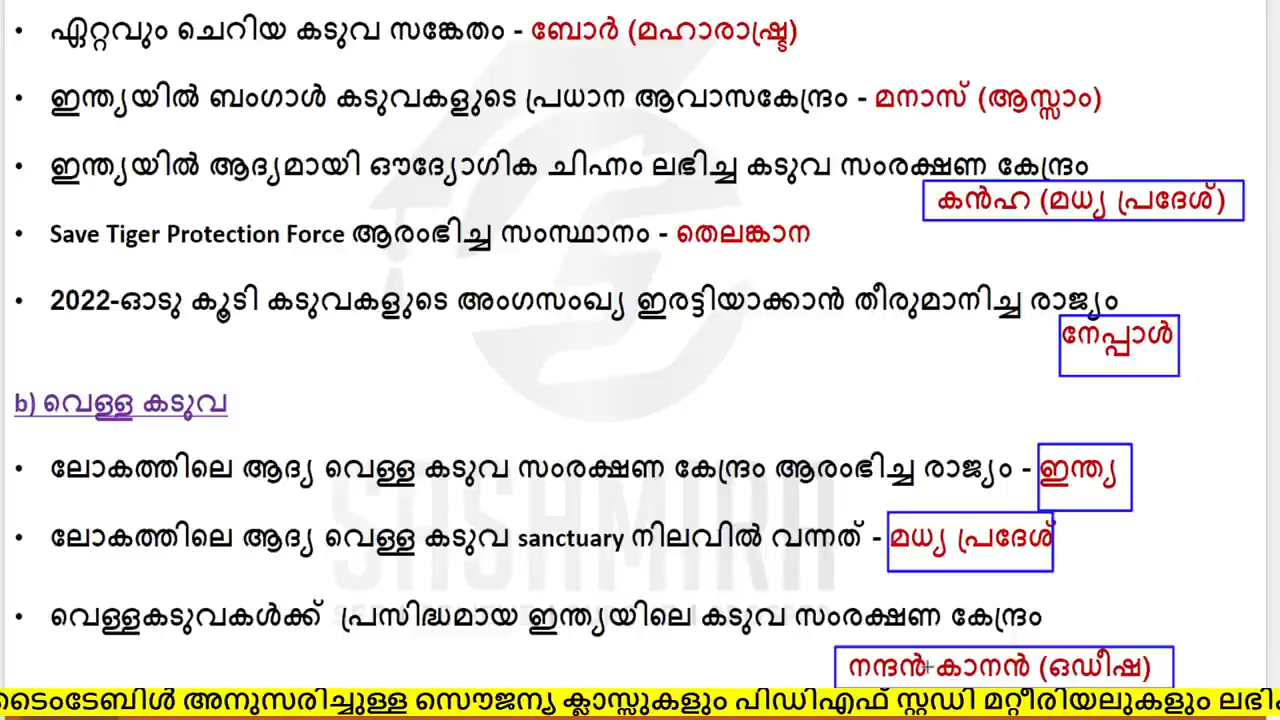 • ഏറ്റവും ചെറിയ കടുവ സങ്കേതം - ബോർ (മഹാരാഷ്ട്ര)
• ഇന്ത്യയിൽ ബംഗാൾ കടുവകളുടെ പ്രധാന ആവാസകേന്ദ്രം - മനാസ് (ആസ്സാം)
• ഇന്ത്യയിൽ ആദ്യമായി ഔദ്യോഗിക ചിഹ്നം ലഭിച്ച കടുവ സംരക്ഷണ കേന്ദ്രം
കൻഹ (മധ്യ പ്രദേശ്)
• Save Tiger Protection Force ആരംഭിച്ച സംസ്ഥാനം - തെലങ്കാന
• 2022-ഓടു കൂടി കടുവകളുടെ അംഗസംഖ്യ ഇരട്ടിയാക്കാൻ തീരുമാനിച്ച രാജ്യം
നേപ്പാൾ
b) വെള്ള കടുവ
• ലോകത്തിലെ ആദ്യ വെള്ള കടുവ സംരക്ഷണ കേന്ദ്രം ആരംഭിച്ച രാജ്യം - ഇന്ത്യ
• ലോകത്തിലെ ആദ്യ വെള്ള കടുവ sanctuary നിലവിൽ വന്നത് - മധ്യ പ്രദേശ്
• വെള്ളകടുവകൾക്ക് പ്രസിദ്ധമായ ഇന്ത്യയിലെ കടുവ സംരക്ഷണ കേന്ദ്രം
നന്ദൻ കാനൻ (ഒഡീഷ)
ടൈംടേബിൾ അനുസരിച്ചുള്ള സൌജന്യ ക്ലാസ്സുകളും പിഡിഎഫ് സ്റ്റഡി മറ്റീരിയലുകളും